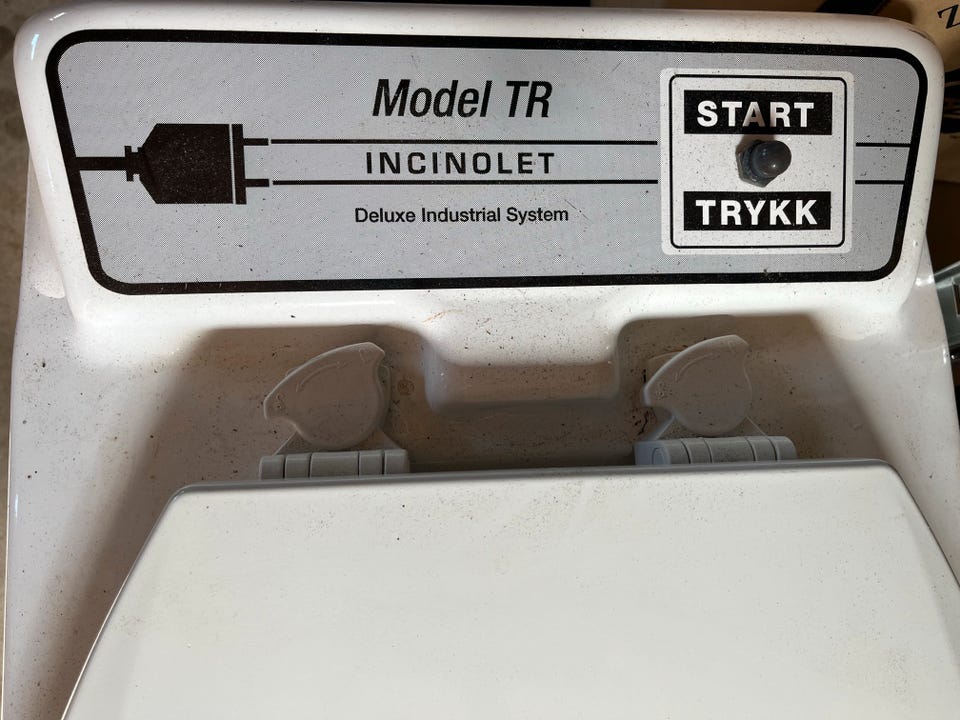 Model TR
INCINOLET
Deluxe Industrial System
START
TRYKK
Z